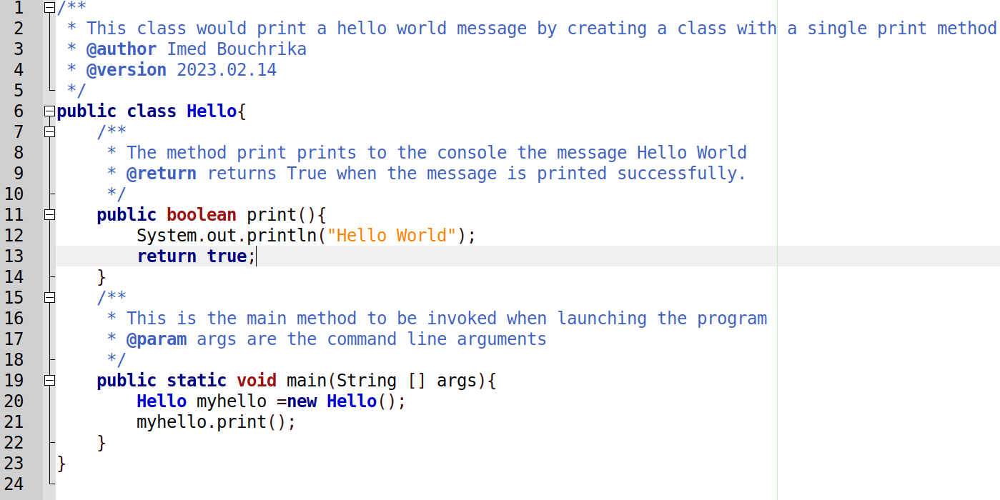 1 /**
2  * This class would print a hello world message by creating a class with a single print method
3  * @author Imed Bouchrika
4  * @version 2023.02.14
5  */
6 public class Hello{
7     /**
8      * The method print prints to the console the message Hello World
9      * @return returns True when the message is printed successfully.
10      */
11     public boolean print(){
12         System.out.println("Hello World");
13         return true;
14     }
15     /**
16      * This is the main method to be invoked when launching the program
17      * @param args are the command line arguments
18      */
19     public static void main(String [] args){
20         Hello myhello =new Hello();
21         myhello.print();
22     }
23 }
24